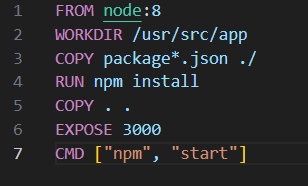 1 FROM node:8
2 WORKDIR /usr/src/app
3 COPY package*.json ./
4 RUN npm install
5 COPY . .
6 EXPOSE 3000
7 CMD ["npm", "start"]